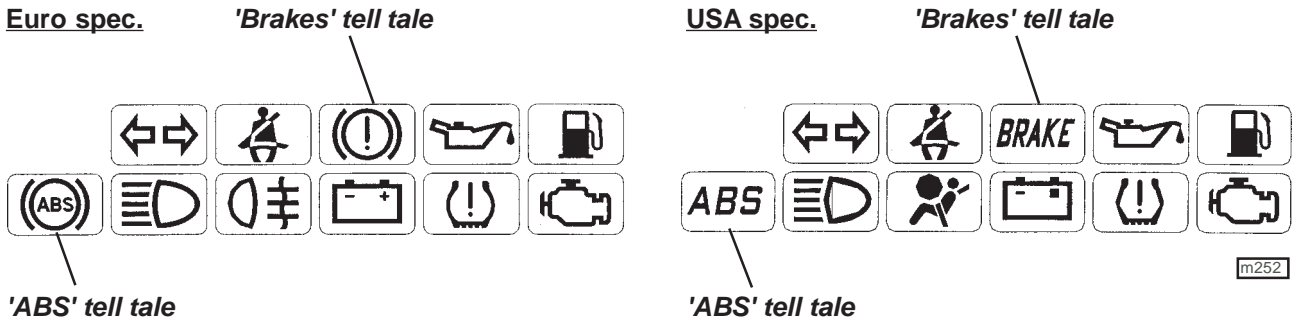 Euro spec.
'Brakes' tell tale
USA spec.
'Brakes' tell tale
BRAKE
ABS
ABS
m252
'ABS' tell tale
'ABS' tell tale